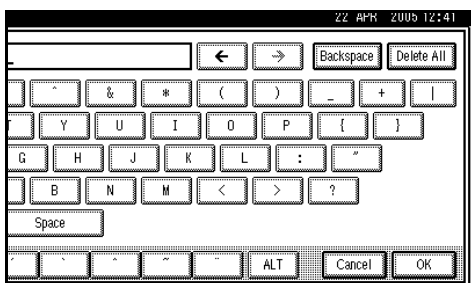 22 APR 2005 12:41
_ ← → Backspace Delete All
^ & * ( ) _ + |
T Y U I O P { }
G H J K L : "
B N M < > ?
Space
´ ` ^ ~ ¨ ALT Cancel OK